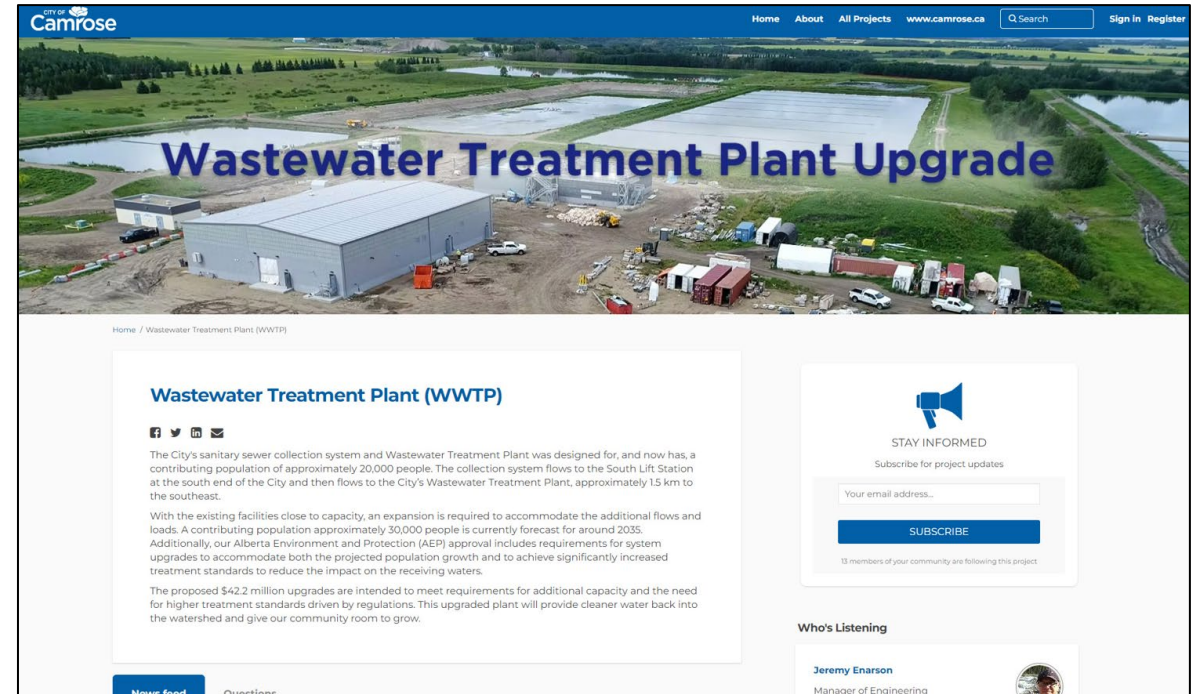 CITY OF
Camrose
Home About All Projects www.camrose.ca Search Sign in Register
Wastewater Treatment Plant Upgrade
Home / Wastewater Treatment Plant (WWTP)
Wastewater Treatment Plant (WWTP)
The City's sanitary sewer collection system and Wastewater Treatment Plant was designed for, and now has, a
contributing population of approximately 20,000 people. The collection system flows to the South Lift Station
at the south end of the City and then flows to the City's Wastewater Treatment Plant, approximately 1.5 km to
the southeast.
With the existing facilities close to capacity, an expansion is required to accommodate the additional flows and
loads. A contributing population approximately 30,000 people is currently forecast for around 2035.
Additionally, our Alberta Environment and Protection (AEP) approval includes requirements for system
upgrades to accommodate both the projected population growth and to achieve significantly increased
treatment standards to reduce the impact on the receiving waters.
The proposed $42.2 million upgrades are intended to meet requirements for additional capacity and the need
for higher treatment standards driven by regulations. This upgraded plant will provide cleaner water back into
the watershed and give our community room to grow.
News feed Questions
STAY INFORMED
Subscribe for project updates
Your email address...
SUBSCRIBE
13 members of your community are following this project
Who's Listening
Jeremy Enarson
Manager of Engineering